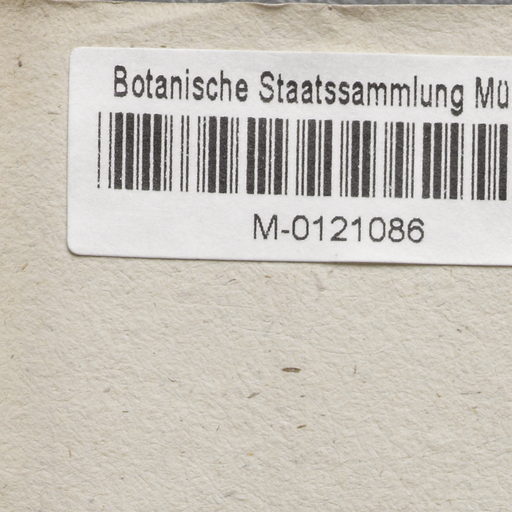 Botanische Staatssammlung Mü
M-0121086